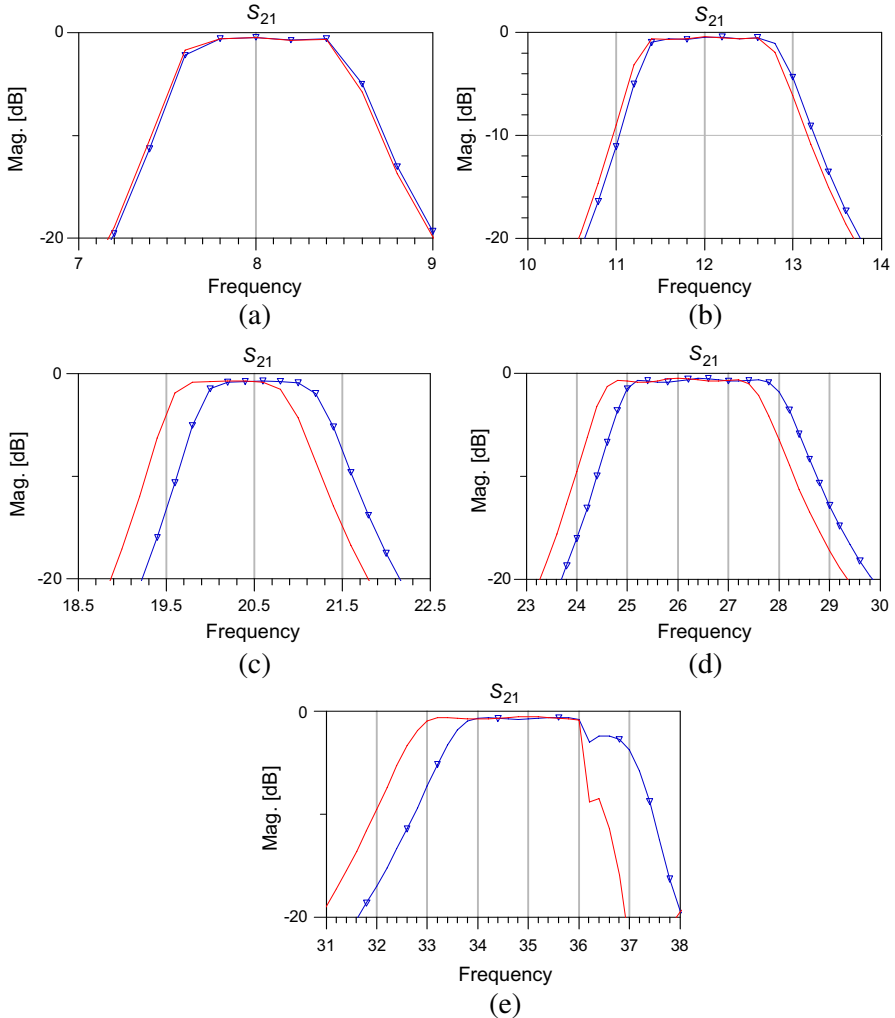 S21
0
Mag. [dB]
-20
7 8 9
Frequency
(a)
S21
0
-10
Mag. [dB]
-20
10 11 12 13 14
Frequency
(b)
S21
0
Mag. [dB]
-20
18.5 19.5 20.5 21.5 22.5
Frequency
(c)
S21
0
Mag. [dB]
-20
23 24 25 26 27 28 29 30
Frequency
(d)
S21
0
Mag. [dB]
-20
31 32 33 34 35 36 37 38
Frequency
(e)